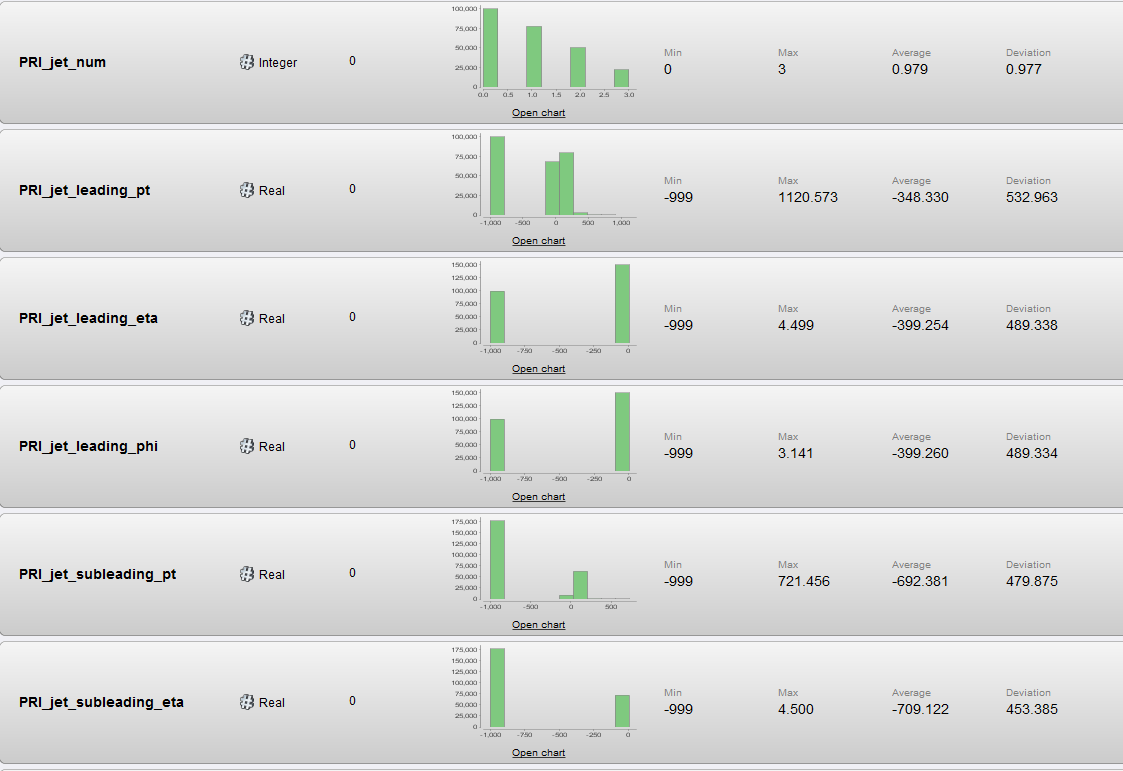 PRI_jet_num
Integer
0
100,000
75,000
50,000
25,000
0
0.0 0.5 1.0 1.5 2.0 2.5 3.0
Open chart
Min Max Average Deviation
0 3 0.979 0.977
PRI_jet_leading_pt
Real
0
100,000
75,000
50,000
25,000
0
-1,000 -500 0 500 1,000
Open chart
Min Max Average Deviation
-999 1120.573 -348.330 532.963
PRI_jet_leading_eta
Real
0
150,000
125,000
100,000
75,000
50,000
25,000
0
-1,000 -750 -500 -250 0
Open chart
Min Max Average Deviation
-999 4.499 -399.254 489.338
PRI_jet_leading_phi
Real
0
150,000
125,000
100,000
75,000
50,000
25,000
0
-1,000 -750 -500 -250 0
Open chart
Min Max Average Deviation
-999 3.141 -399.260 489.334
PRI_jet_subleading_pt
Real
0
175,000
150,000
125,000
100,000
75,000
50,000
25,000
0
-1,000 -500 0 500
Open chart
Min Max Average Deviation
-999 721.456 -692.381 479.875
PRI_jet_subleading_eta
Real
0
175,000
150,000
125,000
100,000
75,000
50,000
25,000
0
-1,000 -750 -500 -250 0
Open chart
Min Max Average Deviation
-999 4.500 -709.122 453.385